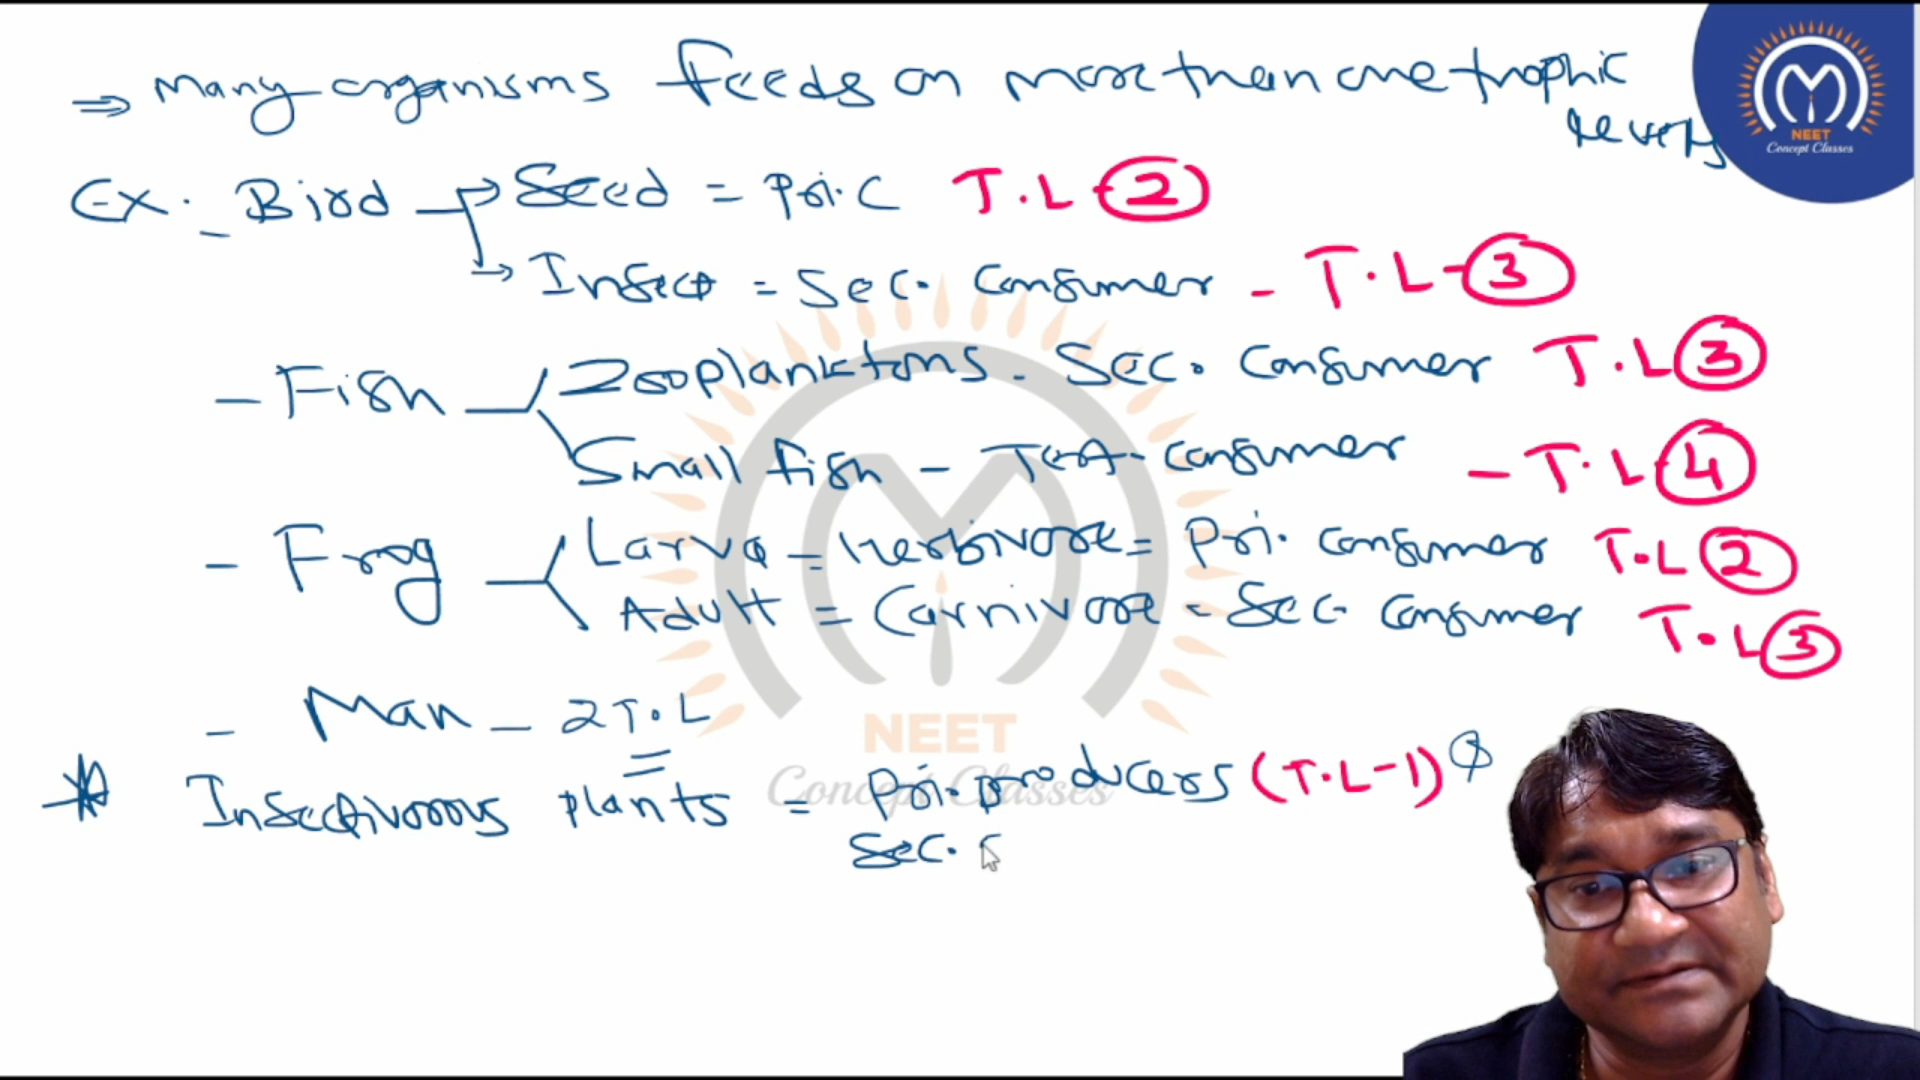 ⇒ Many organisms feeds on more than one trophic
levels
Ex:_ Bird → Seed = Pri. C T.L - 2
→ Insect = Sec. Consumer - T.L - 3
- Fish Zooplanktons - Sec. Consumer T.L 3
Small fish - Tert. consumer - T.L 4
- Frog Larva = Herbivore = Pri. consumer T.L 2
Adult = Carnivore = Sec. Consumer T.L 3
- Man - 2 T.L
* Insectivorous plants = Pri. Producers (T.L-1) &
Sec. C
NEET
Concept Classes
NEET
Concept Classes